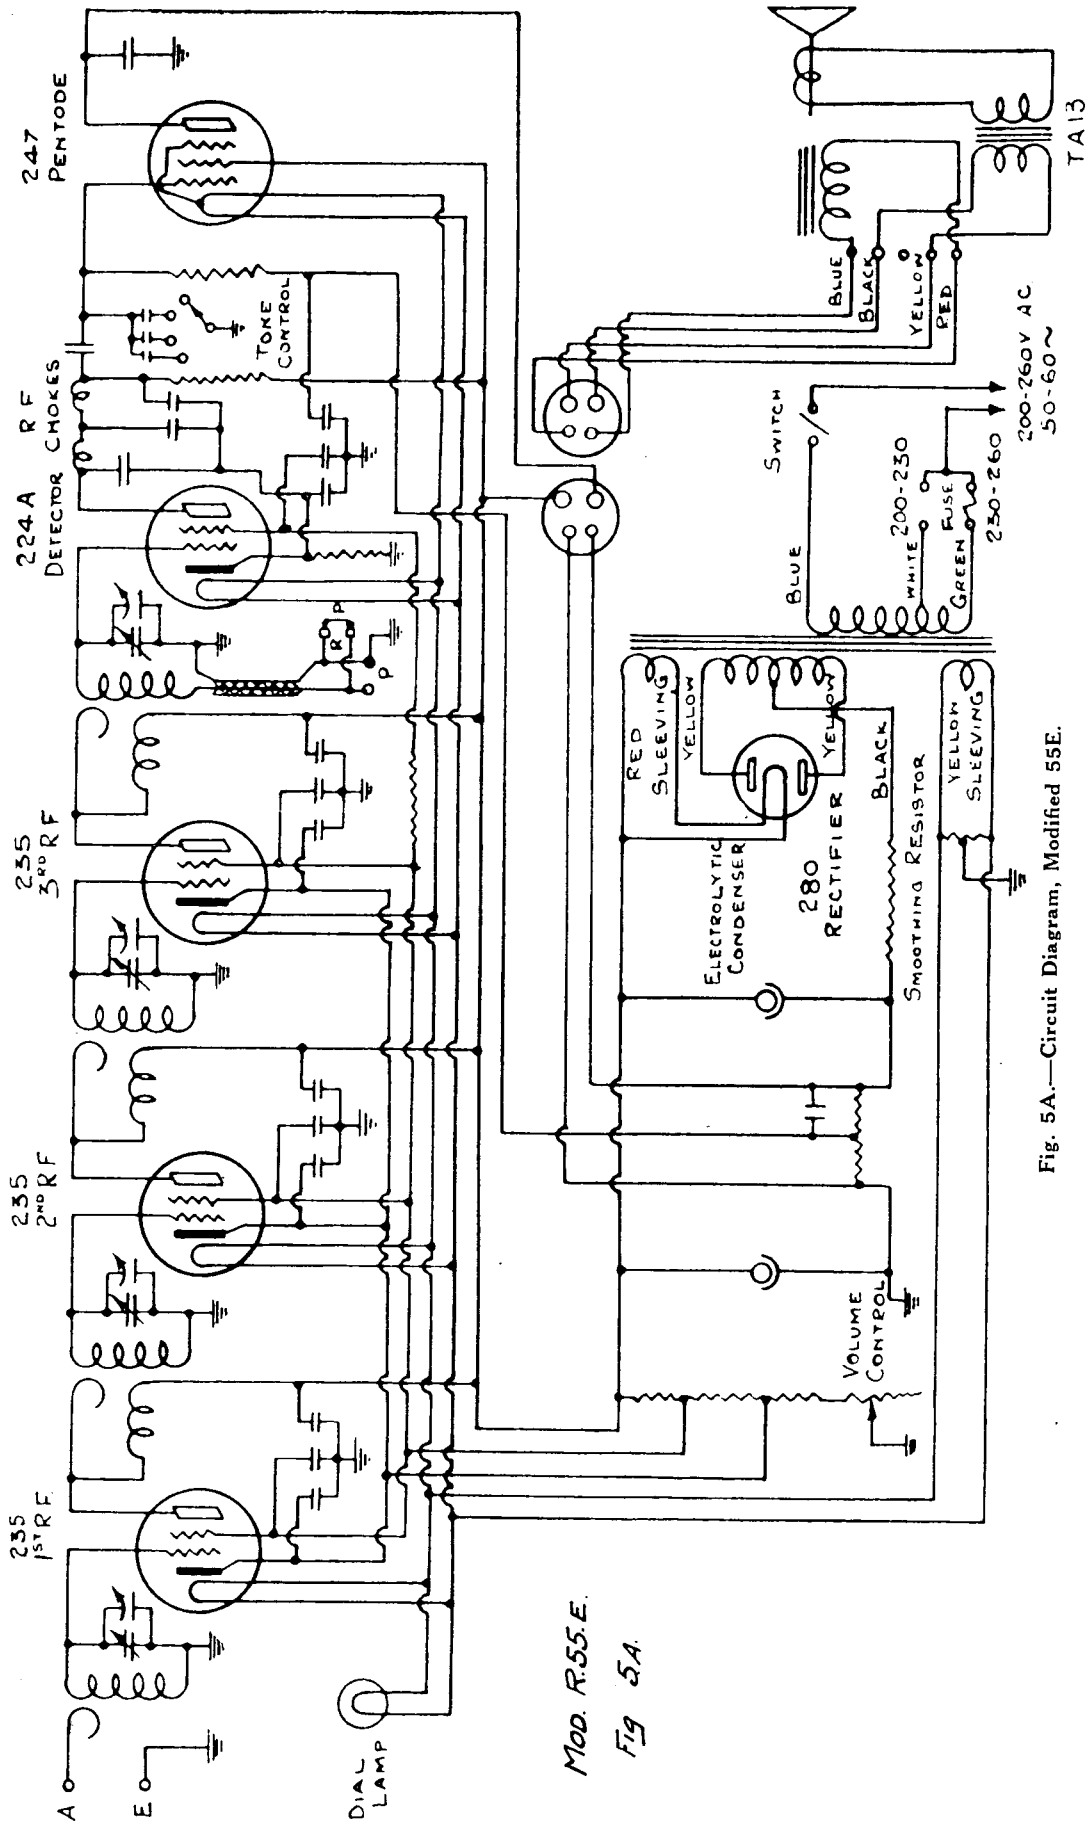 A
E
DIAL
LAMP
235
1ST RF
235
2ND RF
235
3RD RF
224A
DETECTOR
RF
CHOKES
247
PENTODE
TONE
CONTROL
P
R
P
MOD. R.55.E.
Fig 5A.
VOLUME
CONTROL
ELECTROLYTIC
CONDENSER
280
RECTIFIER
SMOOTHING RESISTOR
RED
SLEEVING
YELLOW
YELLOW
BLACK
YELLOW
SLEEVING
BLUE
WHITE
GREEN
200-230
FUSE
230-260
SWITCH
200-260V AC
50-60~
BLUE
BLACK
YELLOW
RED
TA13
Fig. 5A.—Circuit Diagram, Modified 55E.